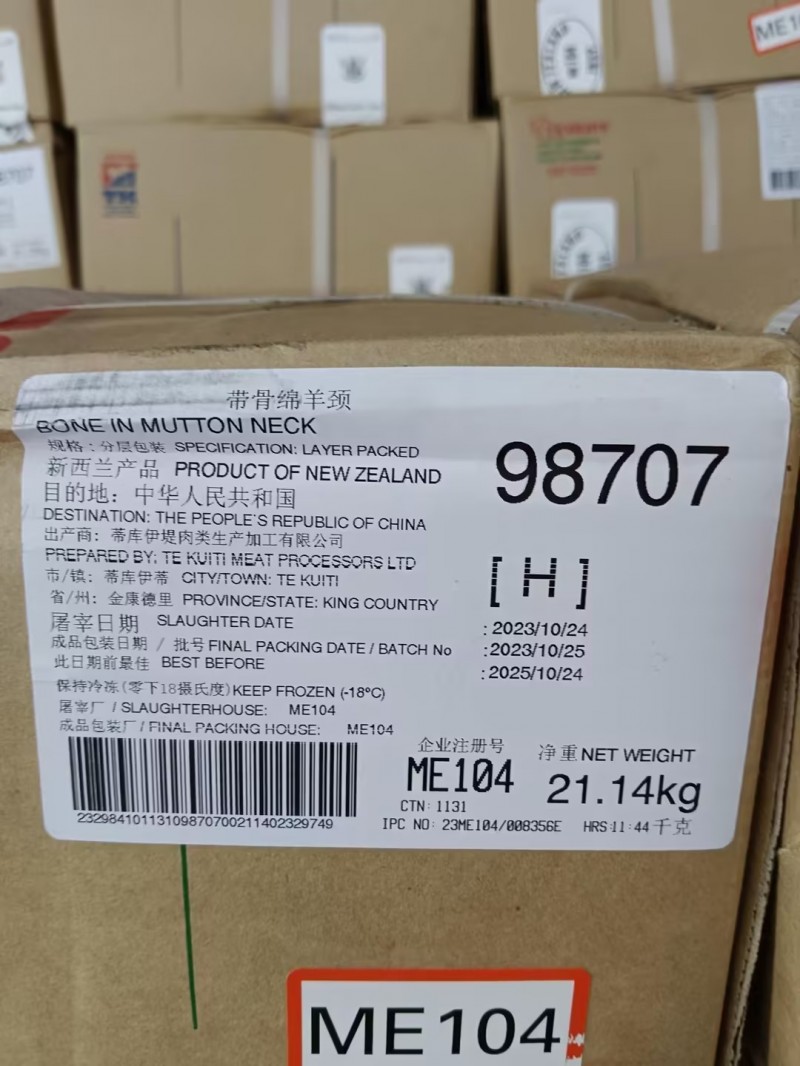 ME10
8707
TM
带骨绵羊颈
BONE IN MUTTON NECK
规格：分层包装 SPECIFICATION: LAYER PACKED
新西兰产品 PRODUCT OF NEW ZEALAND
98707
目的地：中华人民共和国
DESTINATION: THE PEOPLE'S REPUBLIC OF CHINA
出产商：蒂库伊堤肉类生产加工有限公司
PREPARED BY: TE KUITI MEAT PROCESSORS LTD
[H]
市/镇：蒂库伊蒂 CITY/TOWN: TE KUITI
省/州：金康德里 PROVINCE/STATE: KING COUNTRY
屠宰日期 SLAUGHTER DATE : 2023/10/24
成品包装日期 / 批号 FINAL PACKING DATE / BATCH No : 2023/10/25
此日期前最佳 BEST BEFORE : 2025/10/24
保持冷冻(零下18摄氏度) KEEP FROZEN (-18°C)
屠宰厂 / SLAUGHTERHOUSE: ME104
成品包装厂 / FINAL PACKING HOUSE: ME104
企业注册号
ME104
净重 NET WEIGHT
21.14kg
CTN: 1131
23298410113109870700211402329749
IPC NO: 23ME104/008356E HRS:11:44 千克
ME104